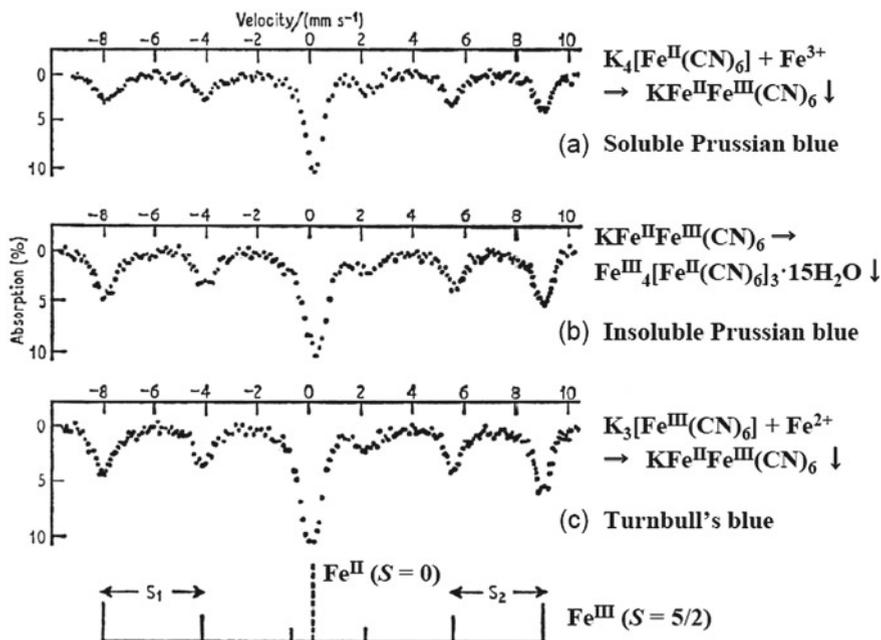 Velocity/(mm s⁻¹)
−8 −6 −4 −2 0 2 4 6 8 10
0
5
10
K₄[Feᴵᴵ(CN)₆] + Fe³⁺
→ KFeᴵᴵFeᴵᴵᴵ(CN)₆ ↓
(a) Soluble Prussian blue
Absorption (%)
−8 −6 −4 −2 0 2 4 6 8 10
0
5
10
KFeᴵᴵFeᴵᴵᴵ(CN)₆ →
Feᴵᴵᴵ₄[Feᴵᴵ(CN)₆]₃·15H₂O ↓
(b) Insoluble Prussian blue
−8 −6 −4 −2 0 2 4 6 8 10
0
5
10
K₃[Feᴵᴵᴵ(CN)₆] + Fe²⁺
→ KFeᴵᴵFeᴵᴵᴵ(CN)₆ ↓
(c) Turnbull's blue
Feᴵᴵ (S = 0)
S₁
S₂
Feᴵᴵᴵ (S = 5/2)